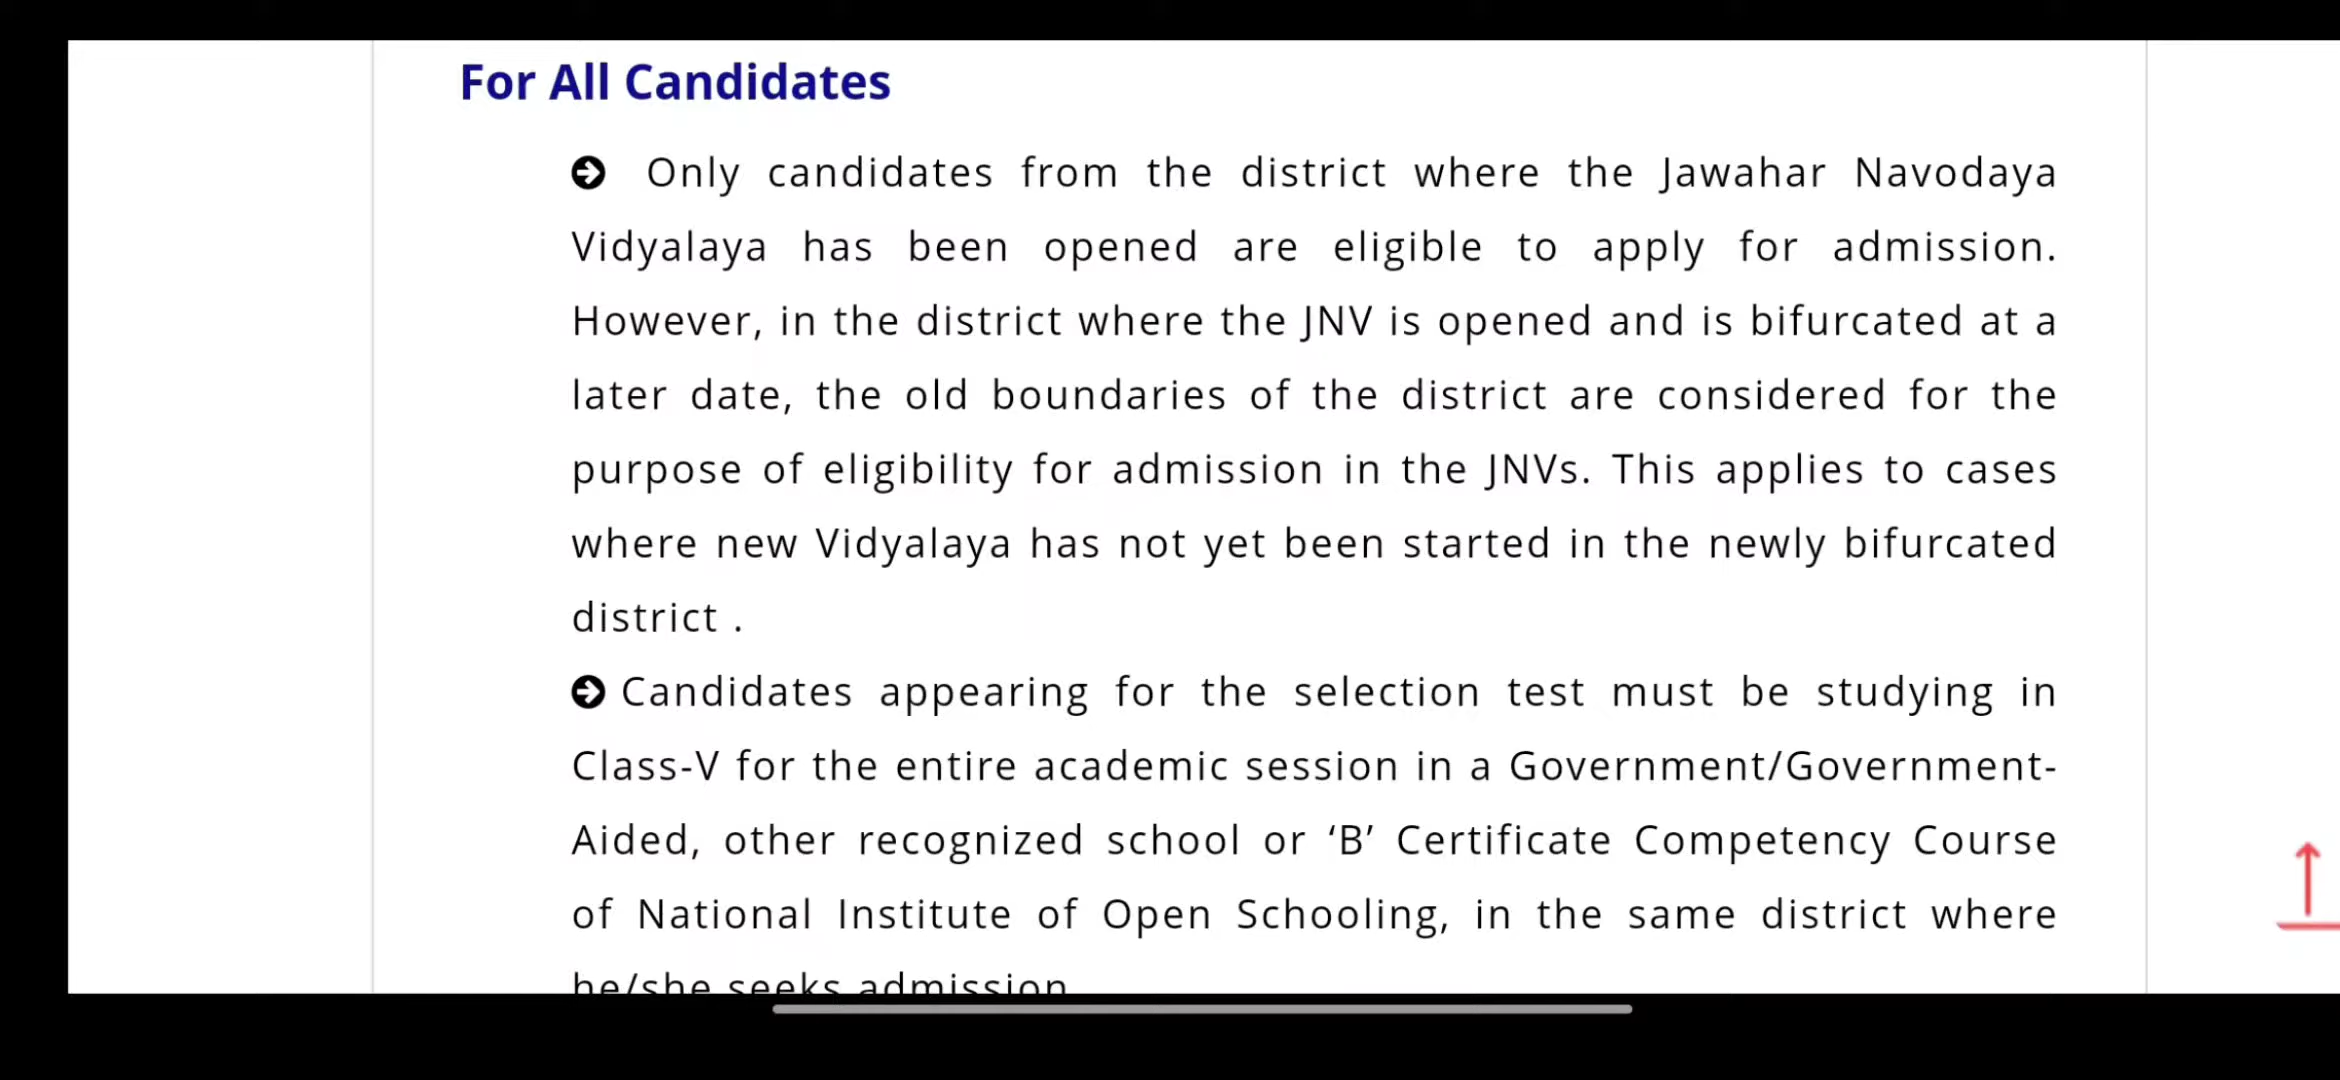 For All Candidates
Only candidates from the district where the Jawahar Navodaya
Vidyalaya has been opened are eligible to apply for admission.
However, in the district where the JNV is opened and is bifurcated at a
later date, the old boundaries of the district are considered for the
purpose of eligibility for admission in the JNVs. This applies to cases
where new Vidyalaya has not yet been started in the newly bifurcated
district .
Candidates appearing for the selection test must be studying in
Class-V for the entire academic session in a Government/Government-
Aided, other recognized school or ‘B’ Certificate Competency Course
of National Institute of Open Schooling, in the same district where
he/she seeks admission